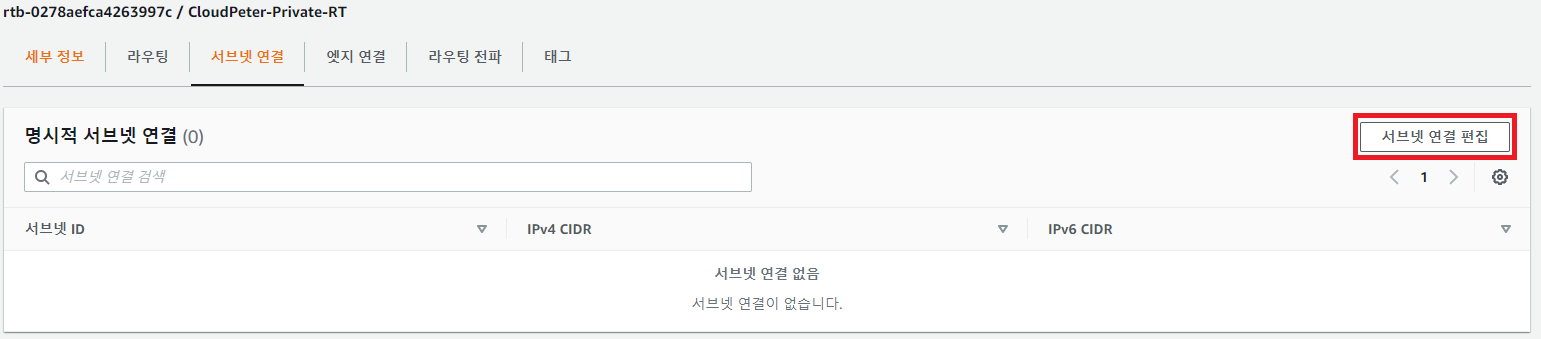 rtb-0278aefca4263997c / CloudPeter-Private-RT
세부 정보 라우팅 서브넷 연결 엣지 연결 라우팅 전파 태그
명시적 서브넷 연결 (0) 서브넷 연결 편집
서브넷 연결 검색 1
서브넷 ID IPv4 CIDR IPv6 CIDR
서브넷 연결 없음
서브넷 연결이 없습니다.